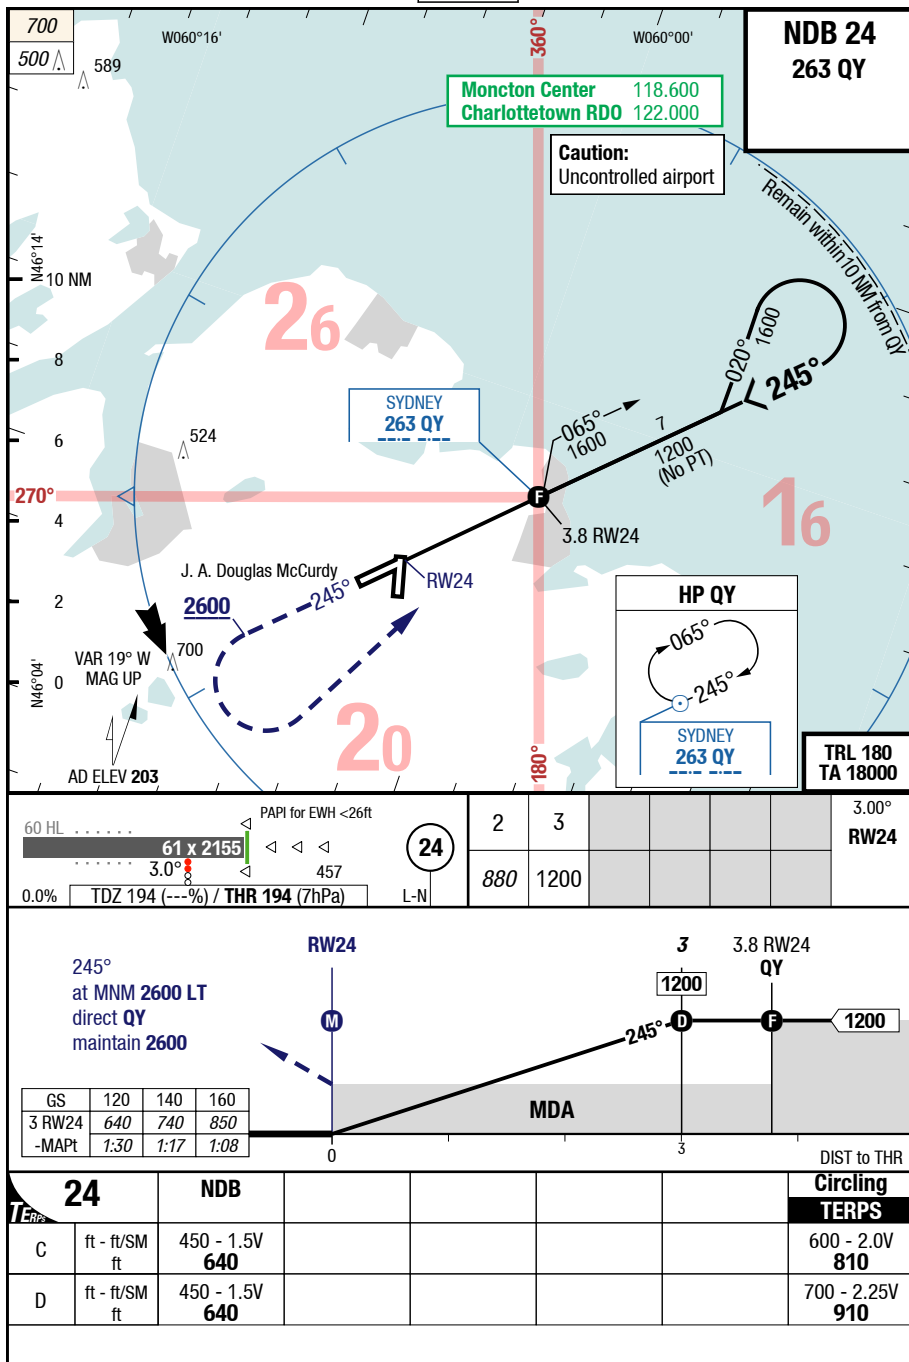 700
500
589
W060°16'
360°
W060°00'
NDB 24
263 QY
Moncton Center 118.600
Charlottetown RDO 122.000
Caution:
Uncontrolled airport
Remain within 10 NM from QY
N46°14'
10 NM
8
6
4
2
0
N46°04'
26
020°
1600
245°
SYDNEY
263 QY
065°
1600
7
1200
(No PT)
524
270°
F
3.8 RW24
16
J. A. Douglas McCurdy
245°
RW24
2600
700
VAR 19° W
MAG UP
AD ELEV 203
20
180°
HP QY
065°
245°
SYDNEY
263 QY
TRL 180
TA 18000
60 HL
61 x 2155
PAPI for EWH <26ft
3.0°
457
0.0%
TDZ 194 (---%) / THR 194 (7hPa)
24
L-N
2 3
880 1200
3.00°
RW24
245°
at MNM 2600 LT
direct QY
maintain 2600
RW24
M
3
1200
D
3.8 RW24
QY
F
1200
245°
MDA
GS 120 140 160
3 RW24 640 740 850
-MAPt 1:30 1:17 1:08
0
3
DIST to THR
TERPS
24
NDB
Circling
TERPS
C
ft - ft/SM
ft
450 - 1.5V
640
600 - 2.0V
810
D
ft - ft/SM
ft
450 - 1.5V
640
700 - 2.25V
910